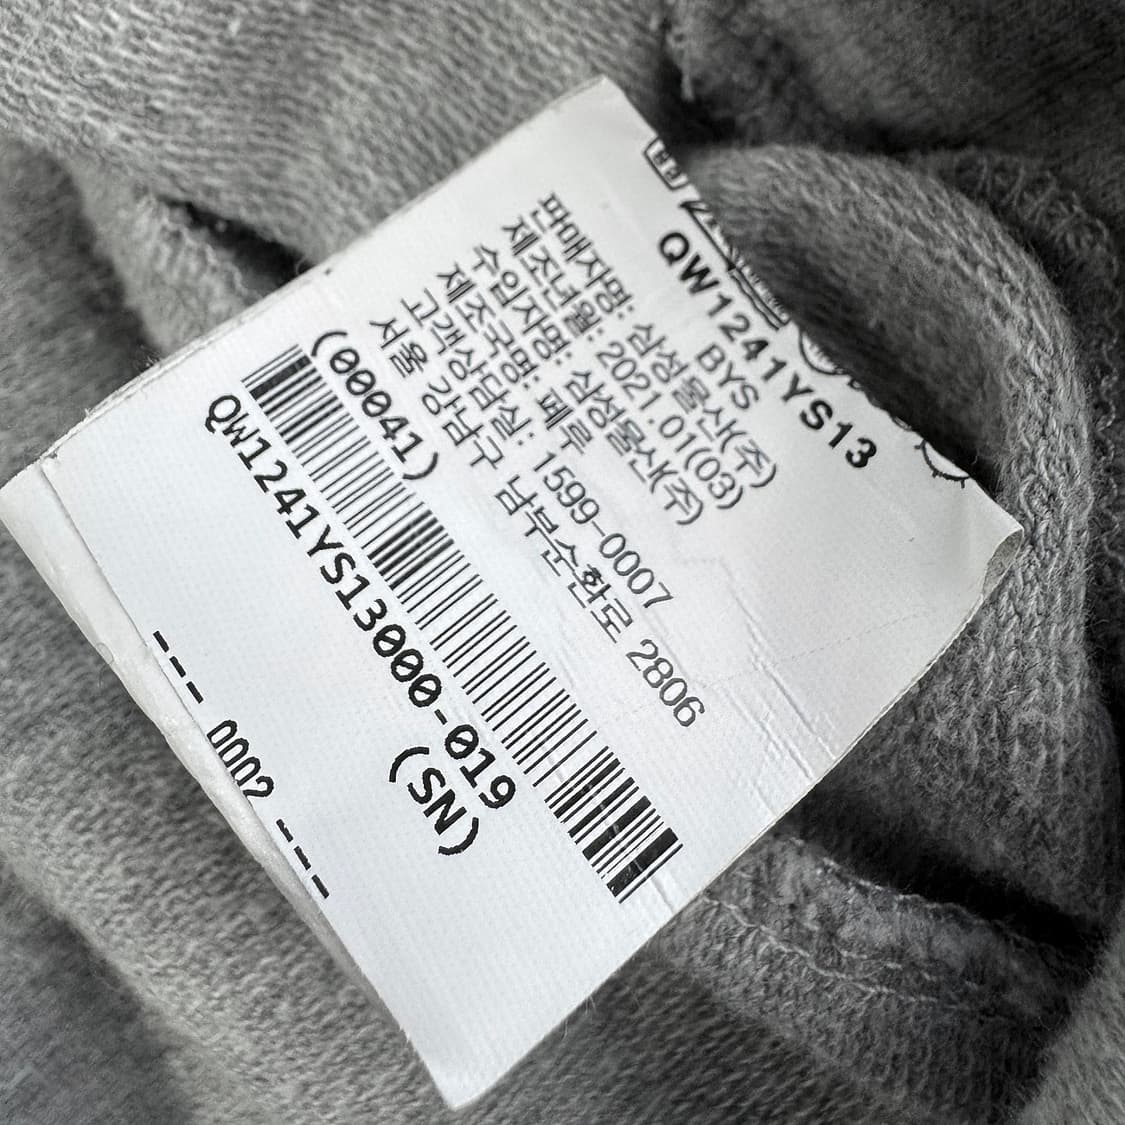 QW1241YS13
BYS
판매자명: 삼성물산(주)
제조년월: 2021.01(03)
수입자명: 삼성물산(주)
제조국명: 페루
고객상담실: 1599-0007
서울 강남구 남부순환로 2806
(00041)
QW1241YS13000-019
(SN)
--- 0002 ---